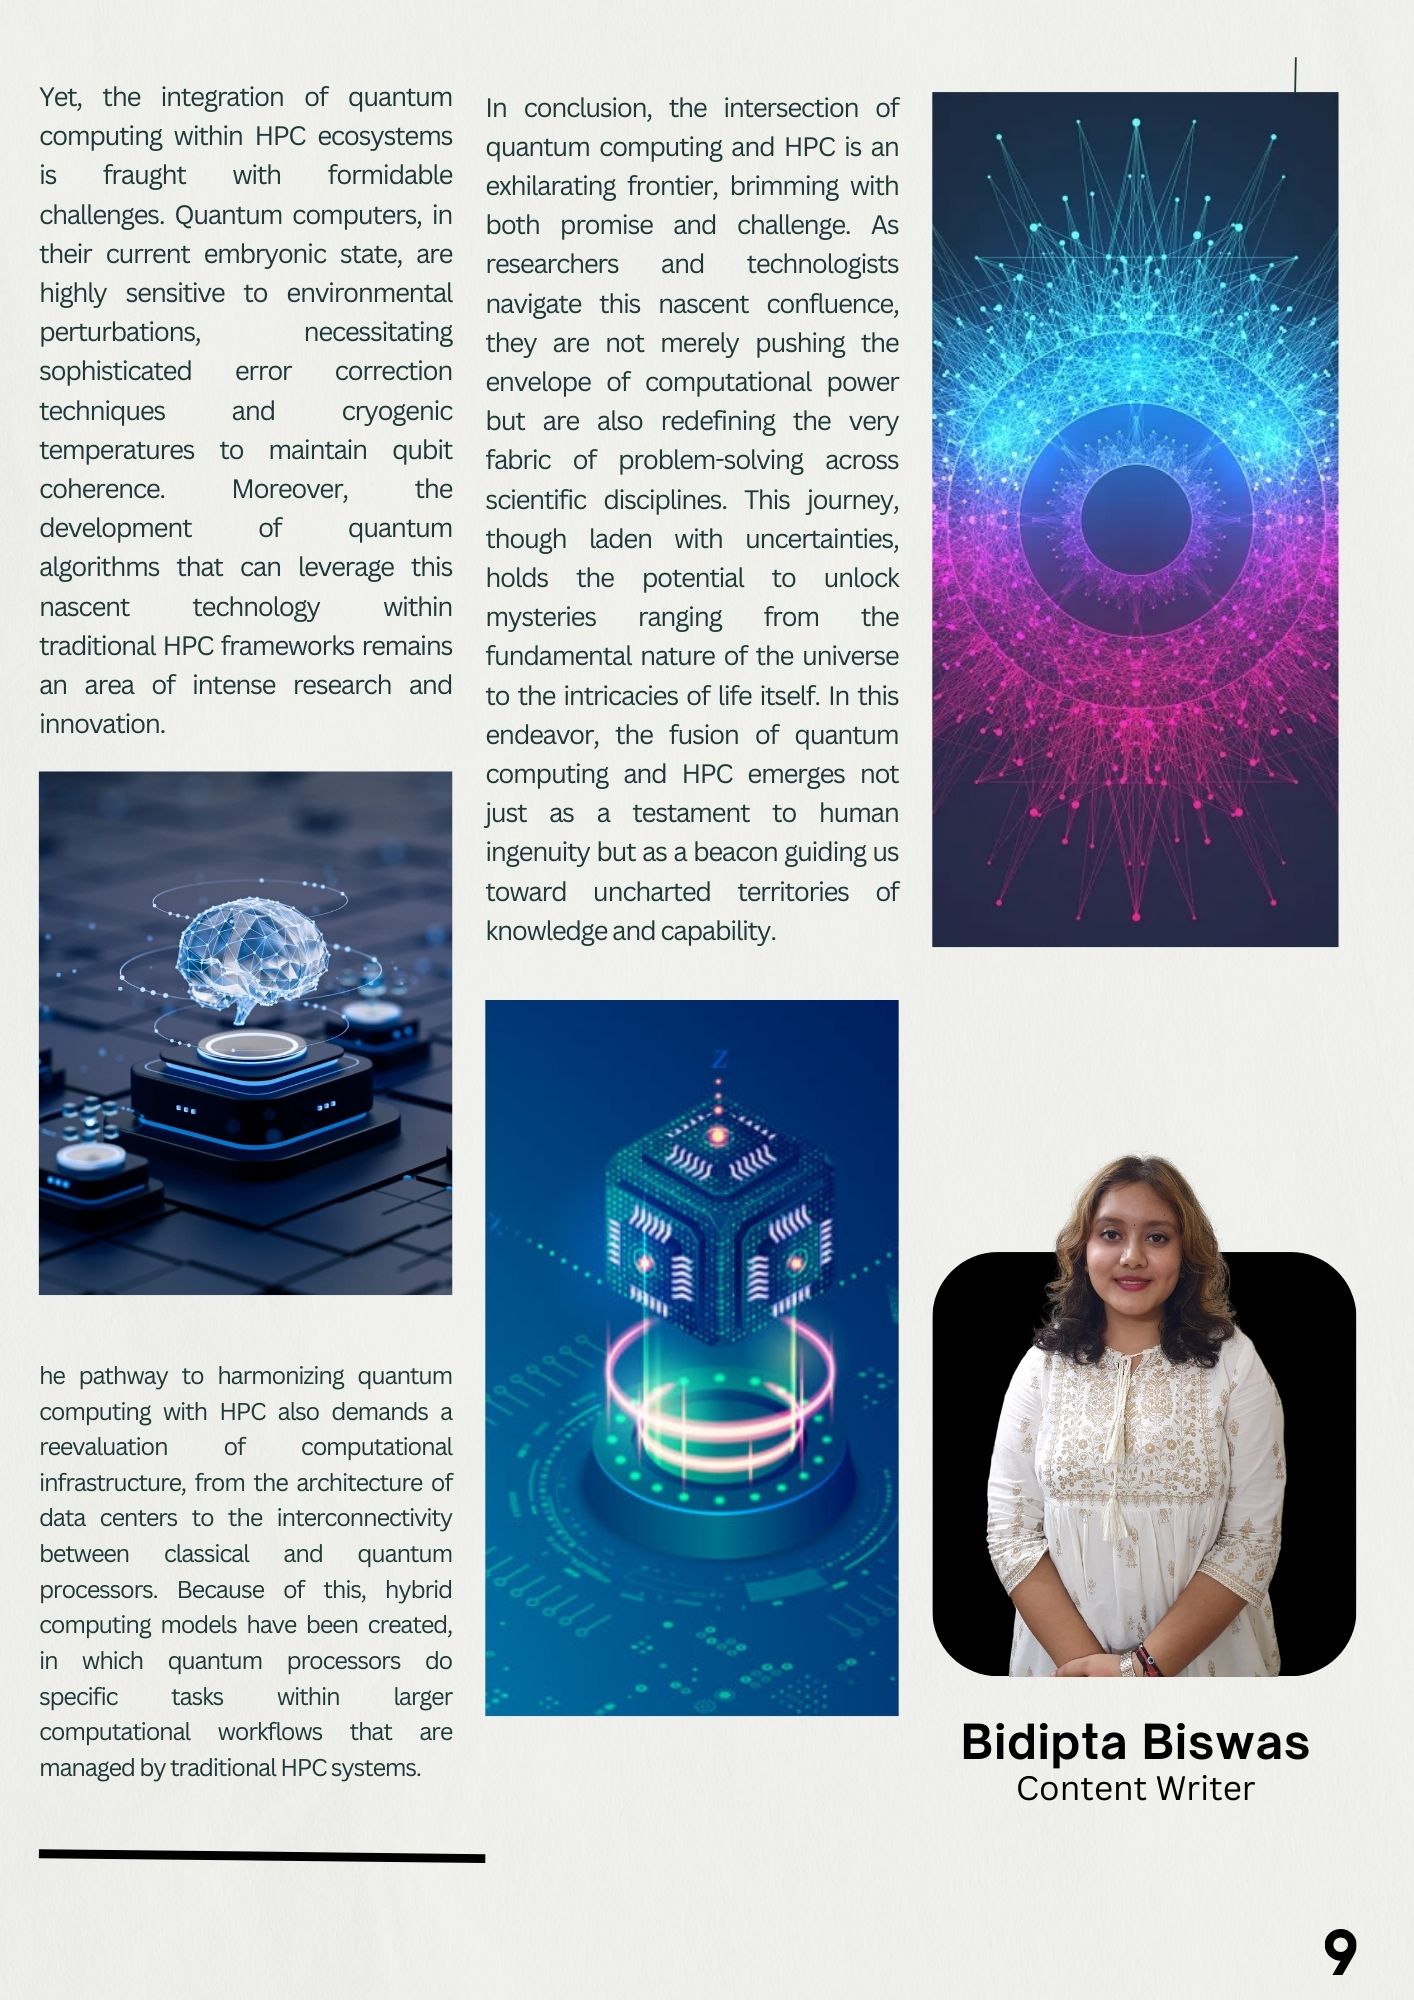 Yet, the integration of quantum
computing within HPC ecosystems
is fraught with formidable
challenges. Quantum computers, in
their current embryonic state, are
highly sensitive to environmental
perturbations, necessitating
sophisticated error correction
techniques and cryogenic
temperatures to maintain qubit
coherence. Moreover, the
development of quantum
algorithms that can leverage this
nascent technology within
traditional HPC frameworks remains
an area of intense research and
innovation.
he pathway to harmonizing quantum
computing with HPC also demands a
reevaluation of computational
infrastructure, from the architecture of
data centers to the interconnectivity
between classical and quantum
processors. Because of this, hybrid
computing models have been created,
in which quantum processors do
specific tasks within larger
computational workflows that are
managed by traditional HPC systems.
In conclusion, the intersection of
quantum computing and HPC is an
exhilarating frontier, brimming with
both promise and challenge. As
researchers and technologists
navigate this nascent confluence,
they are not merely pushing the
envelope of computational power
but are also redefining the very
fabric of problem-solving across
scientific disciplines. This journey,
though laden with uncertainties,
holds the potential to unlock
mysteries ranging from the
fundamental nature of the universe
to the intricacies of life itself. In this
endeavor, the fusion of quantum
computing and HPC emerges not
just as a testament to human
ingenuity but as a beacon guiding us
toward uncharted territories of
knowledge and capability.
Z
Bidipta Biswas
Content Writer
9